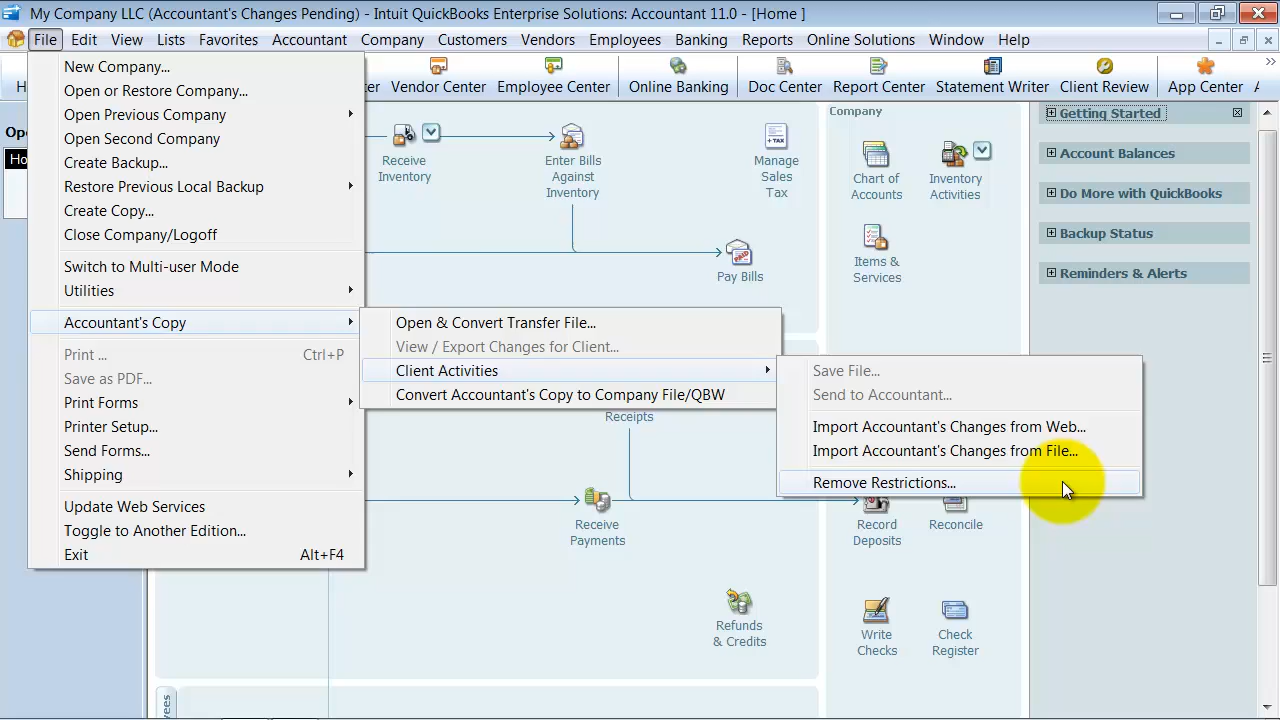 My Company LLC (Accountant's Changes Pending) - Intuit QuickBooks Enterprise Solutions: Accountant 11.0 - [Home ]
File Edit View Lists Favorites Accountant Company Customers Vendors Employees Banking Reports Online Solutions Window Help
Vendor Center Employee Center Online Banking Doc Center Report Center Statement Writer Client Review App Center
New Company...
Open or Restore Company...
Open Previous Company
Open Second Company
Create Backup...
Restore Previous Local Backup
Create Copy...
Close Company/Logoff
Switch to Multi-user Mode
Utilities
Accountant's Copy
Print ... Ctrl+P
Save as PDF...
Print Forms
Printer Setup...
Send Forms...
Shipping
Update Web Services
Toggle to Another Edition...
Exit Alt+F4
Open & Convert Transfer File...
View / Export Changes for Client...
Client Activities
Convert Accountant's Copy to Company File/QBW
Save File...
Send to Accountant...
Import Accountant's Changes from Web...
Import Accountant's Changes from File...
Remove Restrictions...
Receive
Inventory
Enter Bills
Against
Inventory
+ TAX
Manage
Sales
Tax
PAID
Pay Bills
Receipts
Receive
Payments
Refunds
& Credits
Company
Chart of
Accounts
Inventory
Activities
Items &
Services
Record
Deposits
Reconcile
Write
Checks
Check
Register
Getting Started
Account Balances
Do More with QuickBooks
Backup Status
Reminders & Alerts